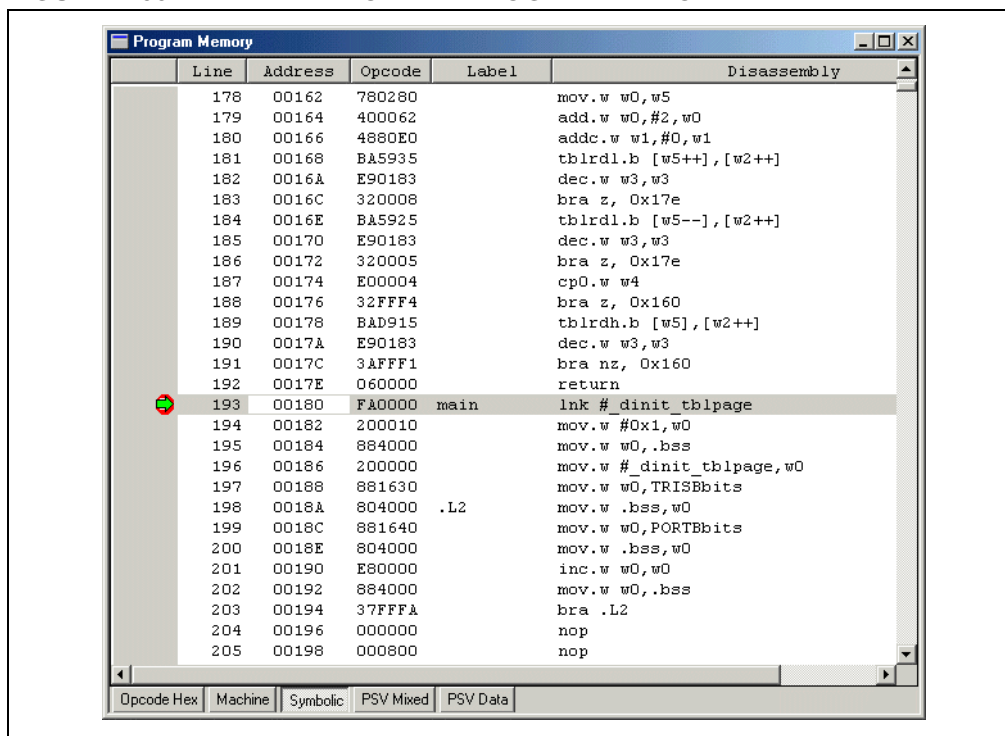 Program Memory
Line Address Opcode Label Disassembly
178 00162 780280 mov.w w0,w5
179 00164 400062 add.w w0,#2,w0
180 00166 4880E0 addc.w w1,#0,w1
181 00168 BA5935 tblrdl.b [w5++],[w2++]
182 0016A E90183 dec.w w3,w3
183 0016C 320008 bra z, 0x17e
184 0016E BA5925 tblrdl.b [w5--],[w2++]
185 00170 E90183 dec.w w3,w3
186 00172 320005 bra z, 0x17e
187 00174 E00004 cp0.w w4
188 00176 32FFF4 bra z, 0x160
189 00178 BAD915 tblrdh.b [w5],[w2++]
190 0017A E90183 dec.w w3,w3
191 0017C 3AFFF1 bra nz, 0x160
192 0017E 060000 return
193 00180 FA0000 main lnk #_dinit_tblpage
194 00182 200010 mov.w #0x1,w0
195 00184 884000 mov.w w0,.bss
196 00186 200000 mov.w #_dinit_tblpage,w0
197 00188 881630 mov.w w0,TRISBbits
198 0018A 804000 .L2 mov.w .bss,w0
199 0018C 881640 mov.w w0,PORTBbits
200 0018E 804000 mov.w .bss,w0
201 00190 E80000 inc.w w0,w0
202 00192 884000 mov.w w0,.bss
203 00194 37FFFA bra .L2
204 00196 000000 nop
205 00198 000800 nop
Opcode Hex Machine Symbolic PSV Mixed PSV Data